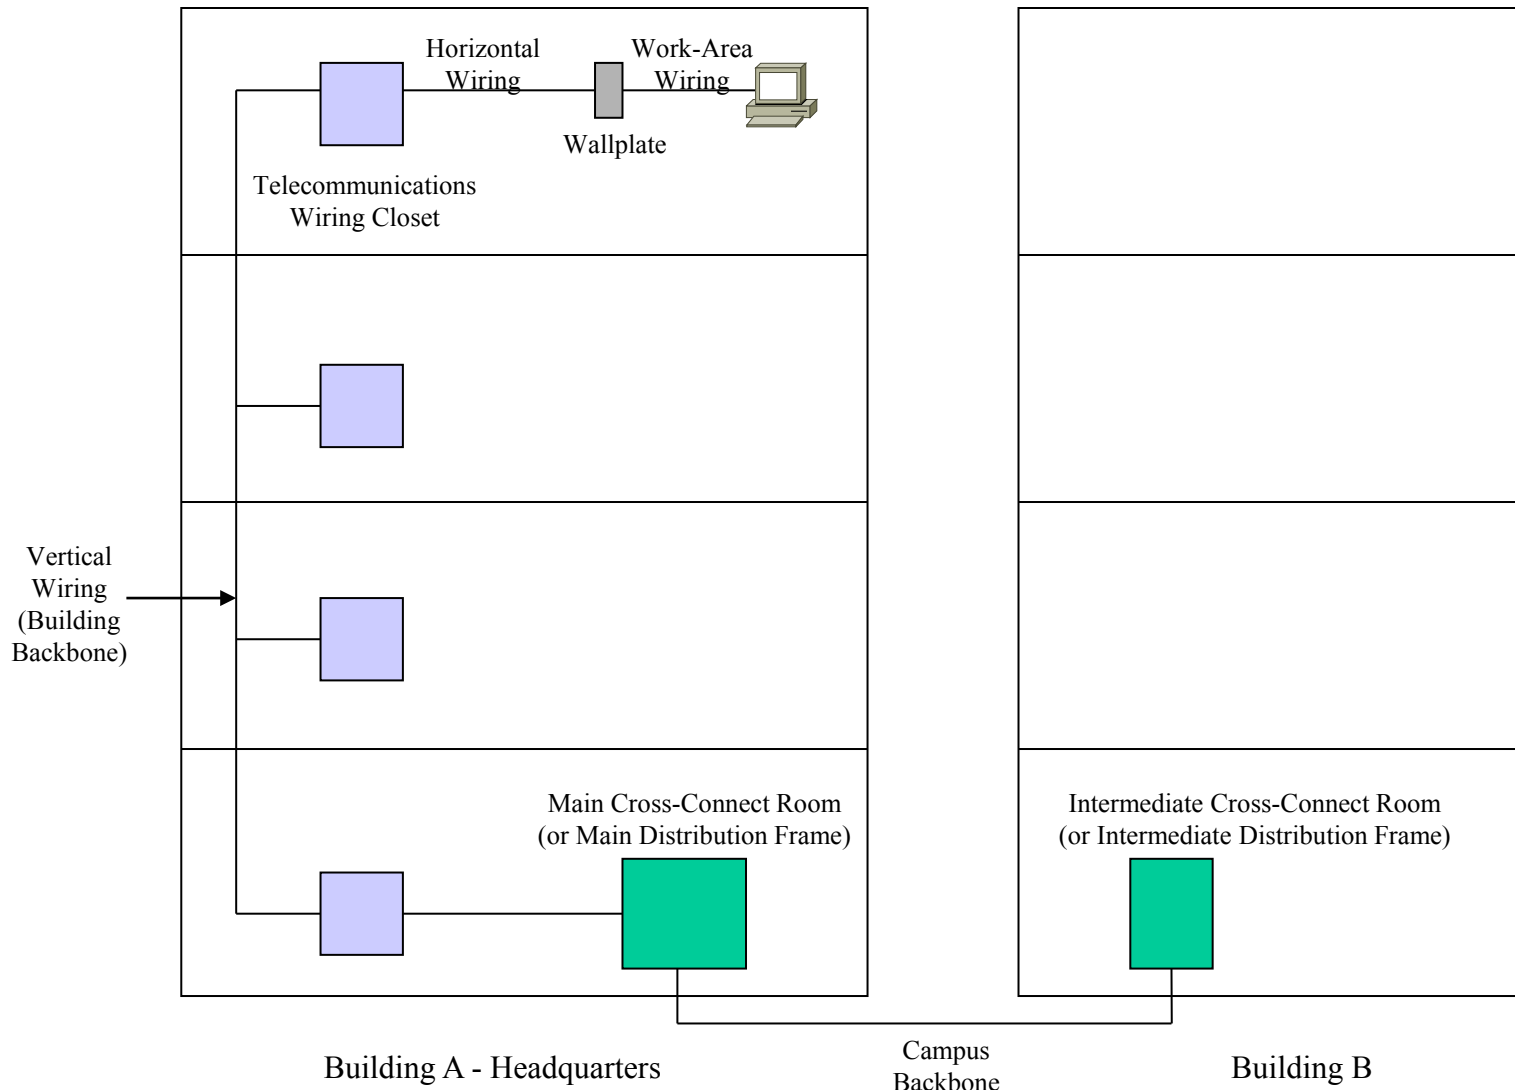 Horizontal
Wiring
Work-Area
Wiring
Wallplate
Telecommunications
Wiring Closet
Vertical
Wiring
(Building
Backbone)
Main Cross-Connect Room
(or Main Distribution Frame)
Intermediate Cross-Connect Room
(or Intermediate Distribution Frame)
Building A - Headquarters
Campus
Backbone
Building B